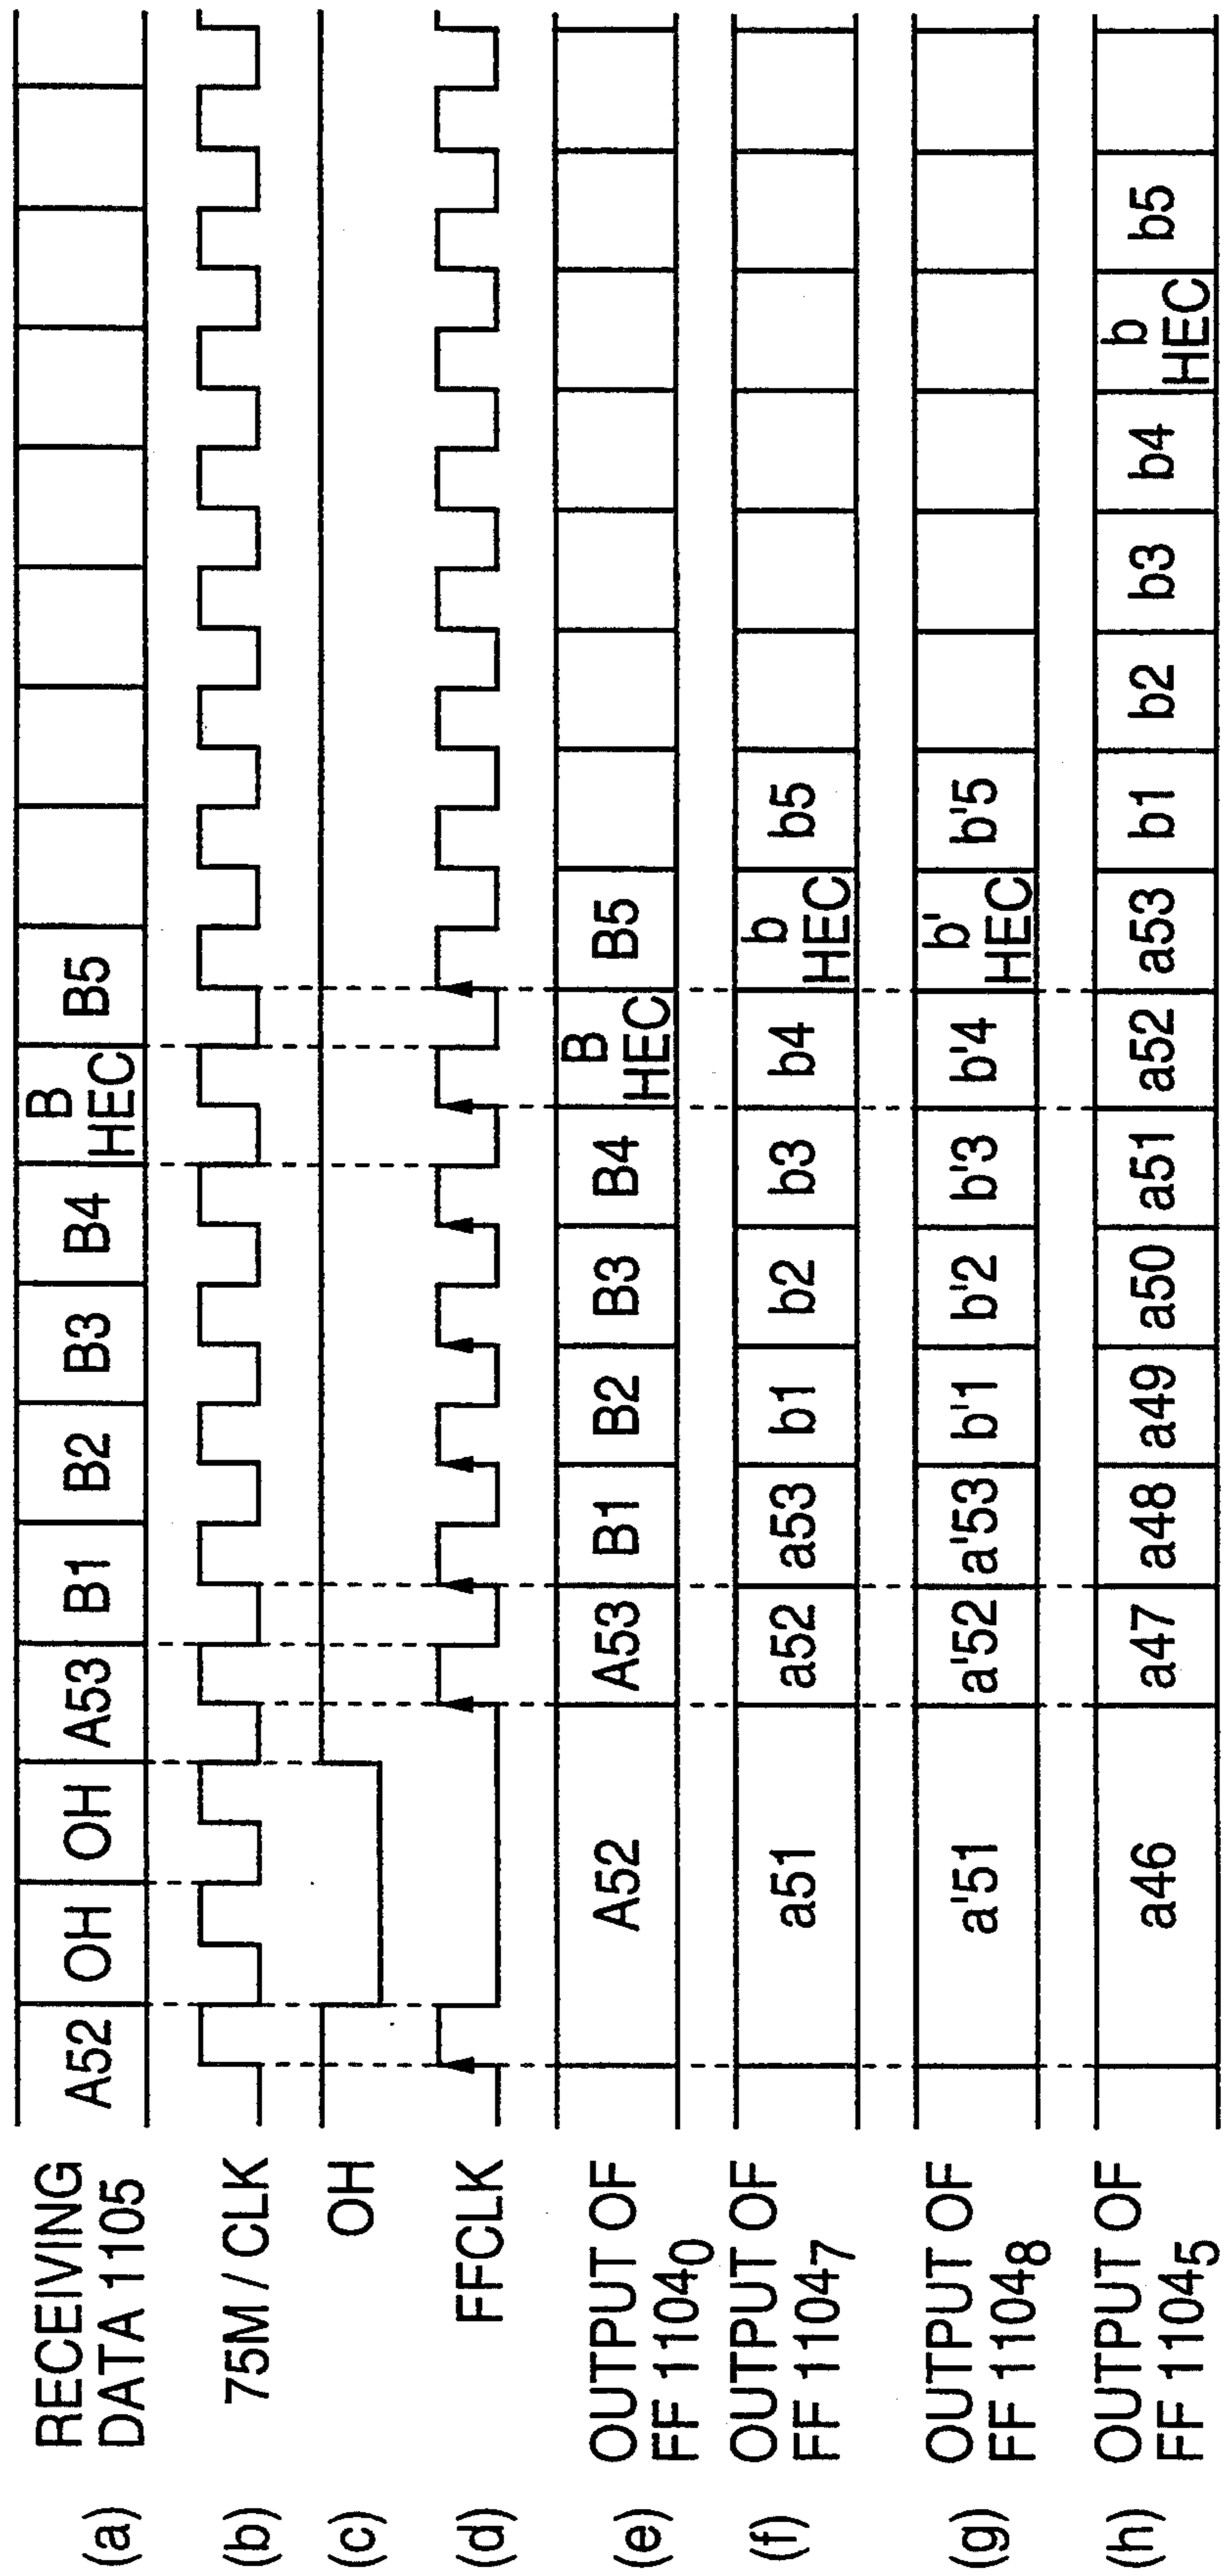 (a) RECEIVING DATA 1105 A52 OH OH A53 B1 B2 B3 B4 B HEC B5
(b) 75M / CLK
(c) OH
(d) FFCLK
(e) OUTPUT OF FF 1104₀ A52 A53 B1 B2 B3 B4 B HEC B5
(f) OUTPUT OF FF 1104₇ a51 a52 a53 b1 b2 b3 b4 b HEC b5
(g) OUTPUT OF FF 1104₈ a'51 a'52 a'53 b'1 b'2 b'3 b'4 b' HEC b'5
(h) OUTPUT OF FF 1104₅ a46 a47 a48 a49 a50 a51 a52 a53 b1 b2 b3 b4 b HEC b5